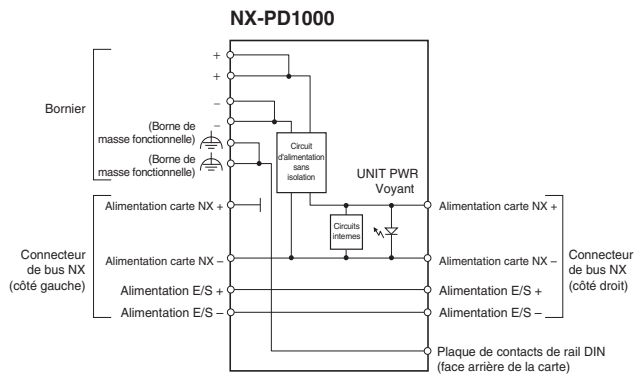 NX-PD1000
+
+
–
–
Bornier
(Borne de
masse fonctionnelle)
(Borne de
masse fonctionnelle)
Circuit
d'alimentation
sans
isolation
UNIT PWR
Voyant
Circuits
internes
Alimentation carte NX +
Alimentation carte NX –
Alimentation E/S +
Alimentation E/S –
Connecteur
de bus NX
(côté gauche)
Alimentation carte NX +
Alimentation carte NX –
Alimentation E/S +
Alimentation E/S –
Connecteur
de bus NX
(côté droit)
Plaque de contacts de rail DIN
(face arrière de la carte)